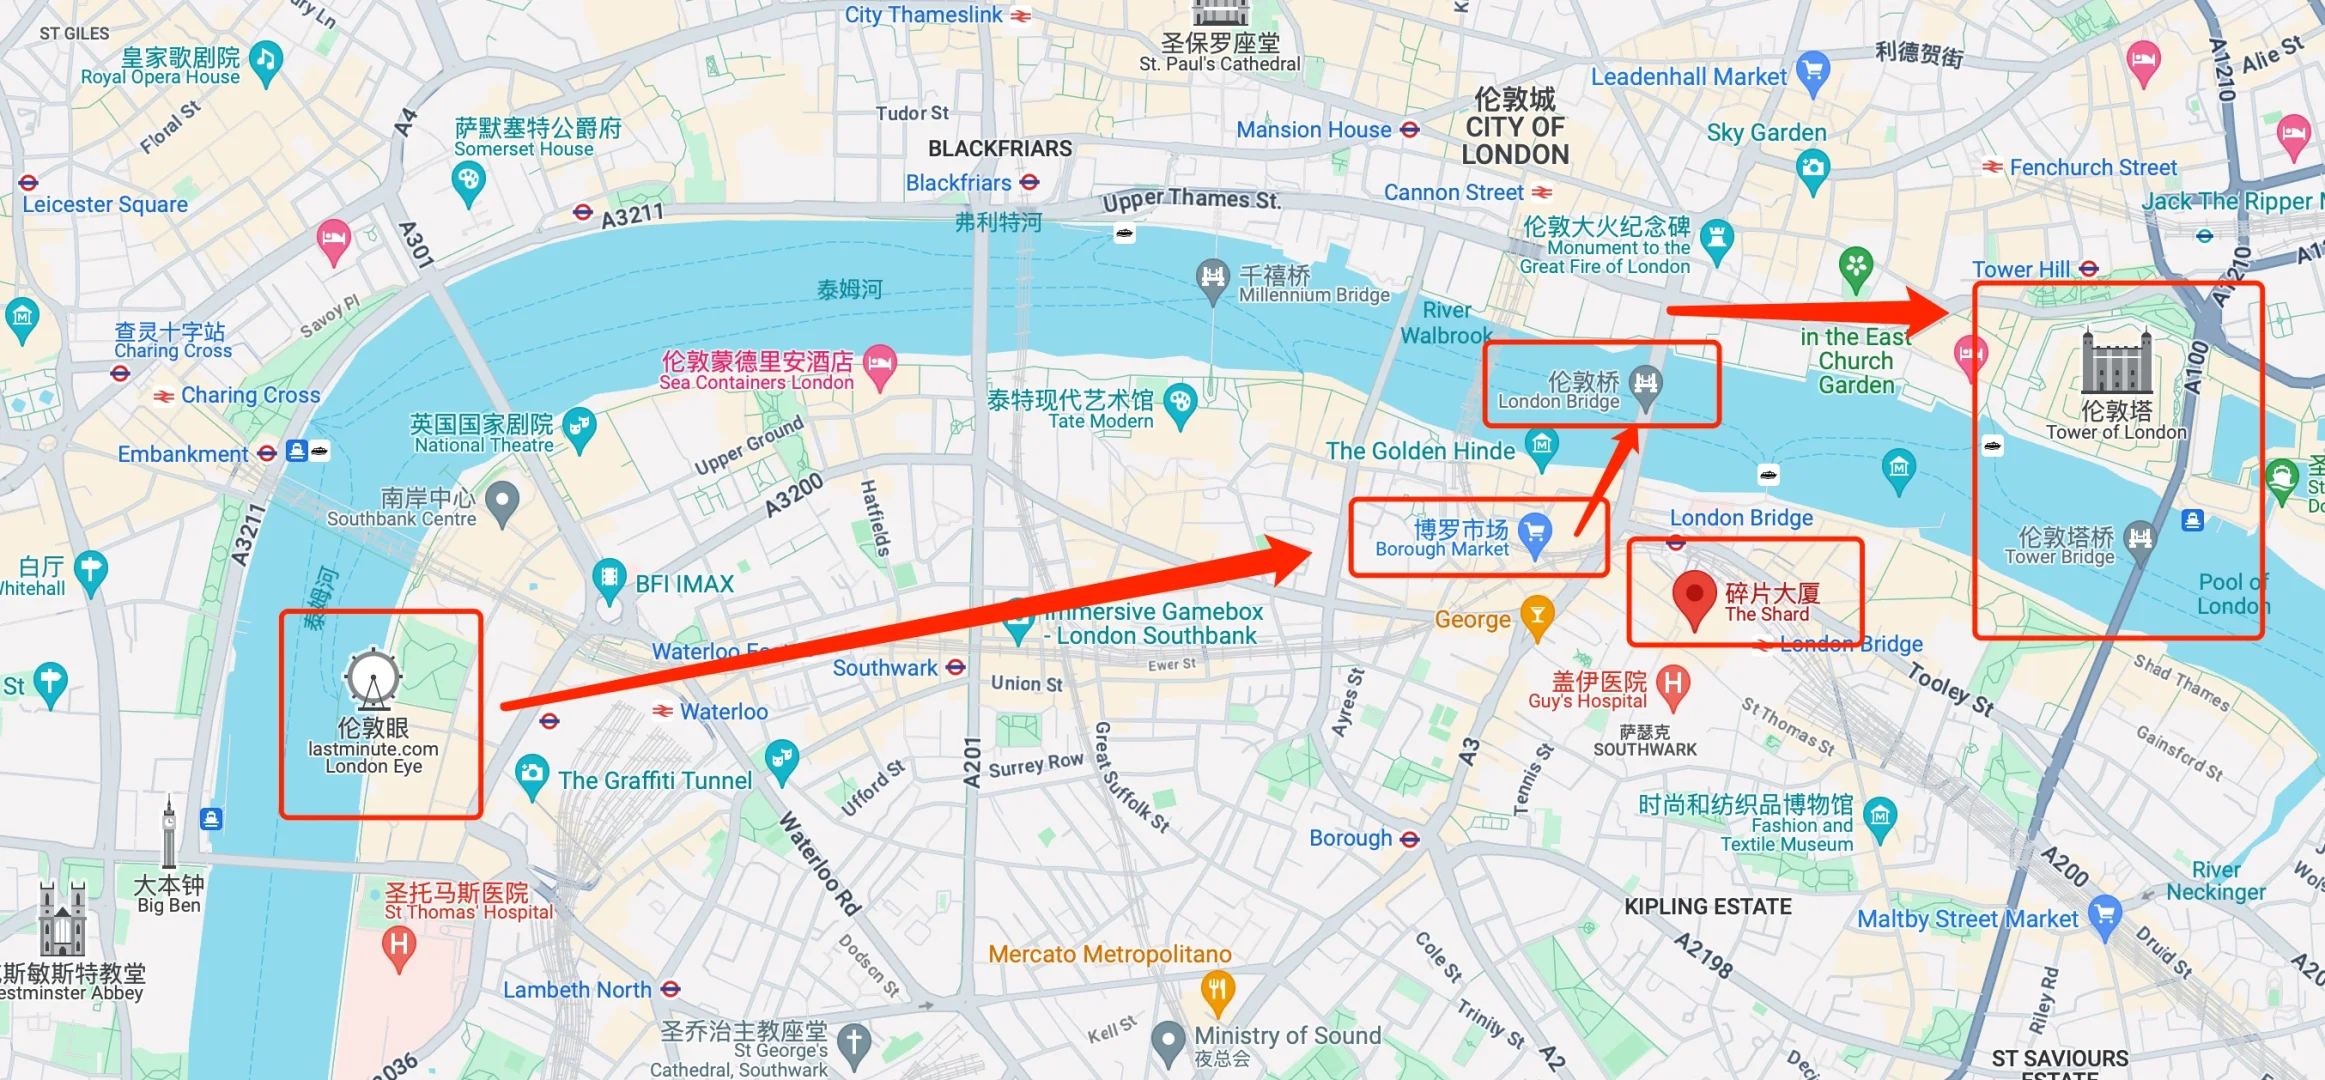 ST GILES
皇家歌剧院
Royal Opera House
Floral St
A4
City Thameslink
圣保罗座堂
St. Paul's Cathedral
Leadenhall Market
利德贺街
A1210
Alie St
萨默塞特公爵府
Somerset House
Tudor St
BLACKFRIARS
Blackfriars
Mansion House
伦敦城
CITY OF
LONDON
Sky Garden
Cannon Street
Fenchurch Street
Jack The Ripper
Leicester Square
A301
A3211
Upper Thames St.
弗利特河
伦敦大火纪念碑
Monument to the
Great Fire of London
Tower Hill
A1210
泰姆河
千禧桥
Millennium Bridge
River
Walbrook
Savoy Pl
查灵十字站
Charing Cross
Charing Cross
伦敦蒙德里安酒店
Sea Containers London
in the East
Church
Garden
A100
伦敦桥
London Bridge
泰特现代艺术馆
Tate Modern
伦敦塔
Tower of London
英国国家剧院
National Theatre
Upper Ground
The Golden Hinde
Embankment
南岸中心
Southbank Centre
A3200
Hatfields
A3211
博罗市场
Borough Market
London Bridge
伦敦塔桥
Tower Bridge
白厅
Whitehall
泰姆河
BFI IMAX
碎片大厦
The Shard
Pool of
London
Immersive Gamebox
- London Southbank
George
Waterloo East
Southwark
Ewer St
London Bridge
Union St
St
伦敦眼
lastminute.com
London Eye
Waterloo
Ayres St
盖伊医院
Guy's Hospital
Tooley St
Shad Thames
St Thomas St
萨瑟克
SOUTHWARK
Gainsford St
The Graffiti Tunnel
Ufford St
A201
Surrey Row
Great Suffolk St
A3
Tennis St
时尚和纺织品博物馆
Fashion and
Textile Museum
Waterloo Rd
Borough
A200
River
Neckinger
大本钟
Big Ben
圣托马斯医院
St Thomas' Hospital
KIPLING ESTATE
Maltby Street Market
Druid St
斯敏斯特教堂
estminster Abbey
Dodson St
Mercato Metropolitano
Cole St
A2198
Lambeth North
Trinity St
Riley Rd
圣乔治主教座堂
St George's
Cathedral, Southwark
Kell St
Ministry of Sound
夜总会
A2
ST SAVIOURS
ESTATE